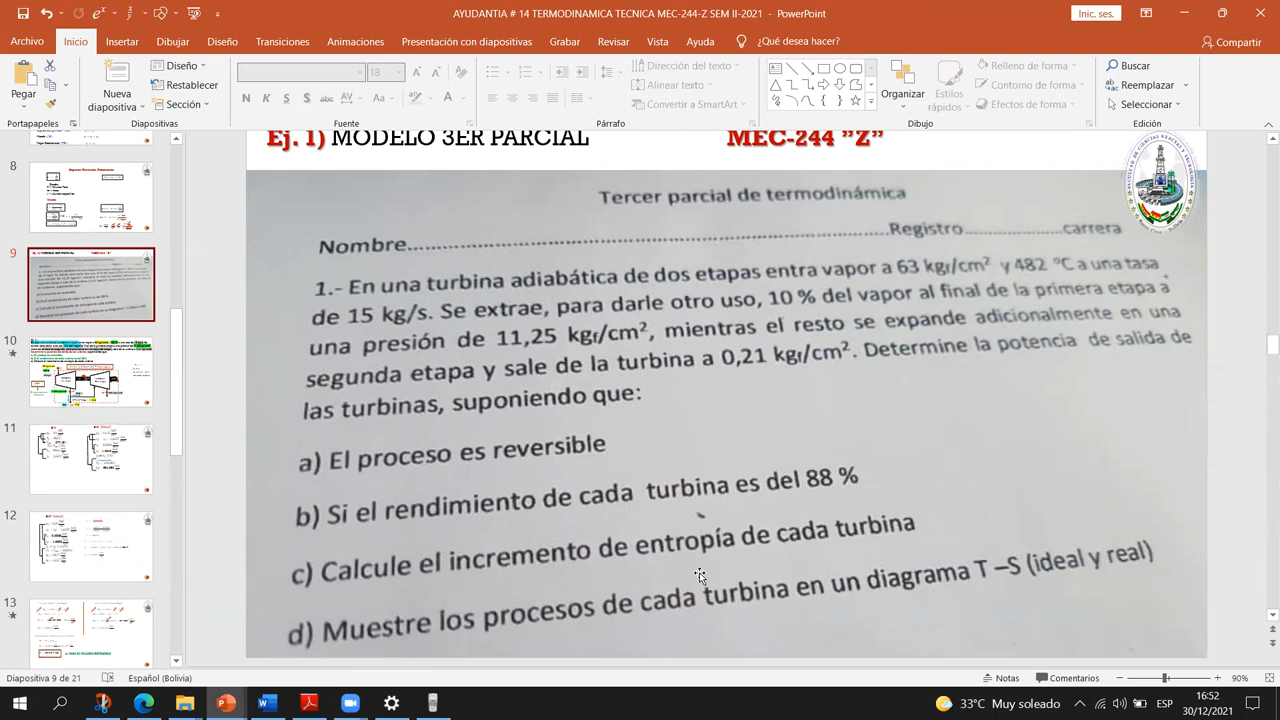 AYUDANTIA # 14 TERMODINAMICA TECNICA MEC-244-Z SEM II-2021 - PowerPoint
Inic. ses.
Archivo Inicio Insertar Dibujar Diseño Transiciones Animaciones Presentación con diapositivas Grabar Revisar Vista Ayuda ¿Qué desea hacer? Compartir
Pegar
Nueva diapositiva
Diseño
Restablecer
Sección
18
N K S S abc AV Aa A
Dirección del texto
Alinear texto
Convertir a SmartArt
Organizar
Estilos rápidos
Relleno de forma
Contorno de forma
Efectos de forma
Buscar
Reemplazar
Seleccionar
Portapapeles Diapositivas Fuente Párrafo Dibujo Edición
8
9
10
11
12
13
Ej. 1) MODELO 3ER PARCIAL MEC-244 "Z"
Tercer parcial de termodinámica
Nombre..........Registro..........carrera
1.- En una turbina adiabática de dos etapas entra vapor a 63 kgf/cm², y 482 °C a una tasa
de 15 kg/s. Se extrae, para darle otro uso, 10 % del vapor al final de la primera etapa a
una presión de 11,25 kgf/cm², mientras el resto se expande adicionalmente en una
segunda etapa y sale de la turbina a 0,21 kgf/cm². Determine la potencia de salida de
las turbinas, suponiendo que:
a) El proceso es reversible
b) Si el rendimiento de cada turbina es del 88 %
c) Calcule el incremento de entropía de cada turbina
d) Muestre los procesos de cada turbina en un diagrama T –S (ideal y real)
Diapositiva 9 de 21 Español (Bolivia) Notas Comentarios 90%
33°C Muy soleado ESP 16:52
30/12/2021